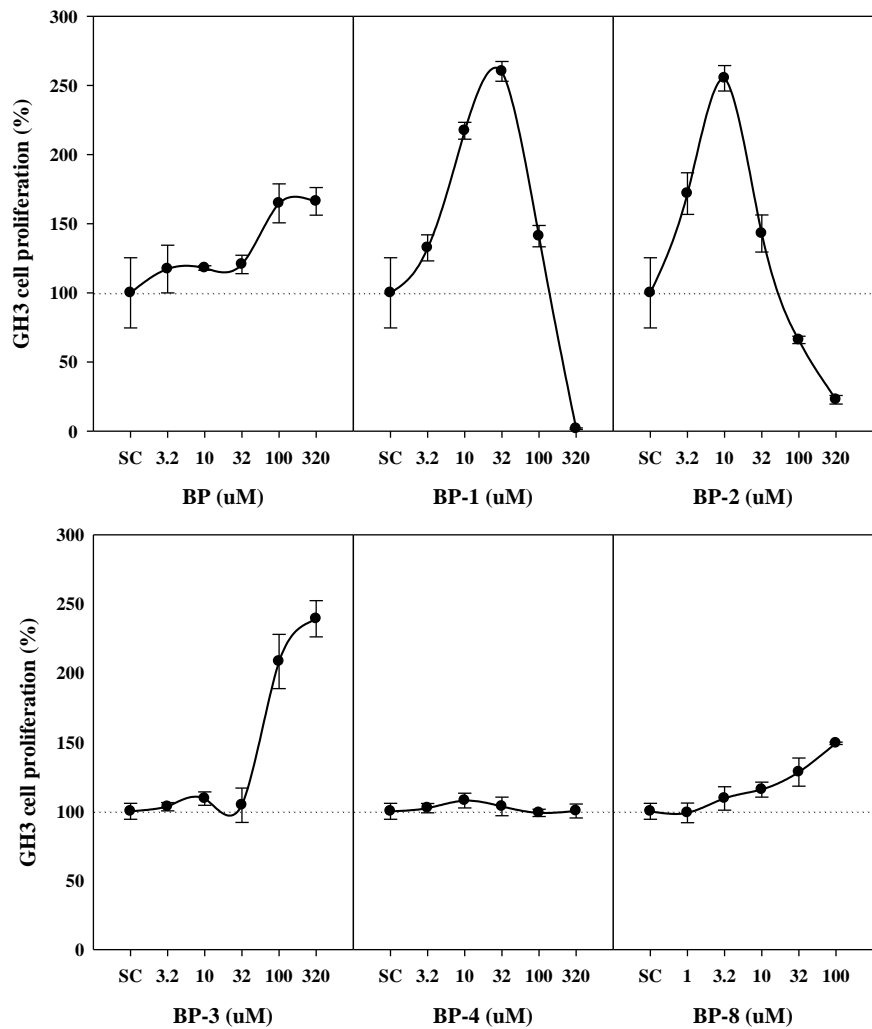 300
250
200
150
100
50
0
GH3 cell proliferation (%)
SC 3.2 10 32 100 320
SC 3.2 10 32 100 320
SC 3.2 10 32 100 320
BP (uM)
BP-1 (uM)
BP-2 (uM)
300
250
200
150
100
50
0
GH3 cell proliferation (%)
SC 3.2 10 32 100 320
SC 3.2 10 32 100 320
SC 1 3.2 10 32 100
BP-3 (uM)
BP-4 (uM)
BP-8 (uM)